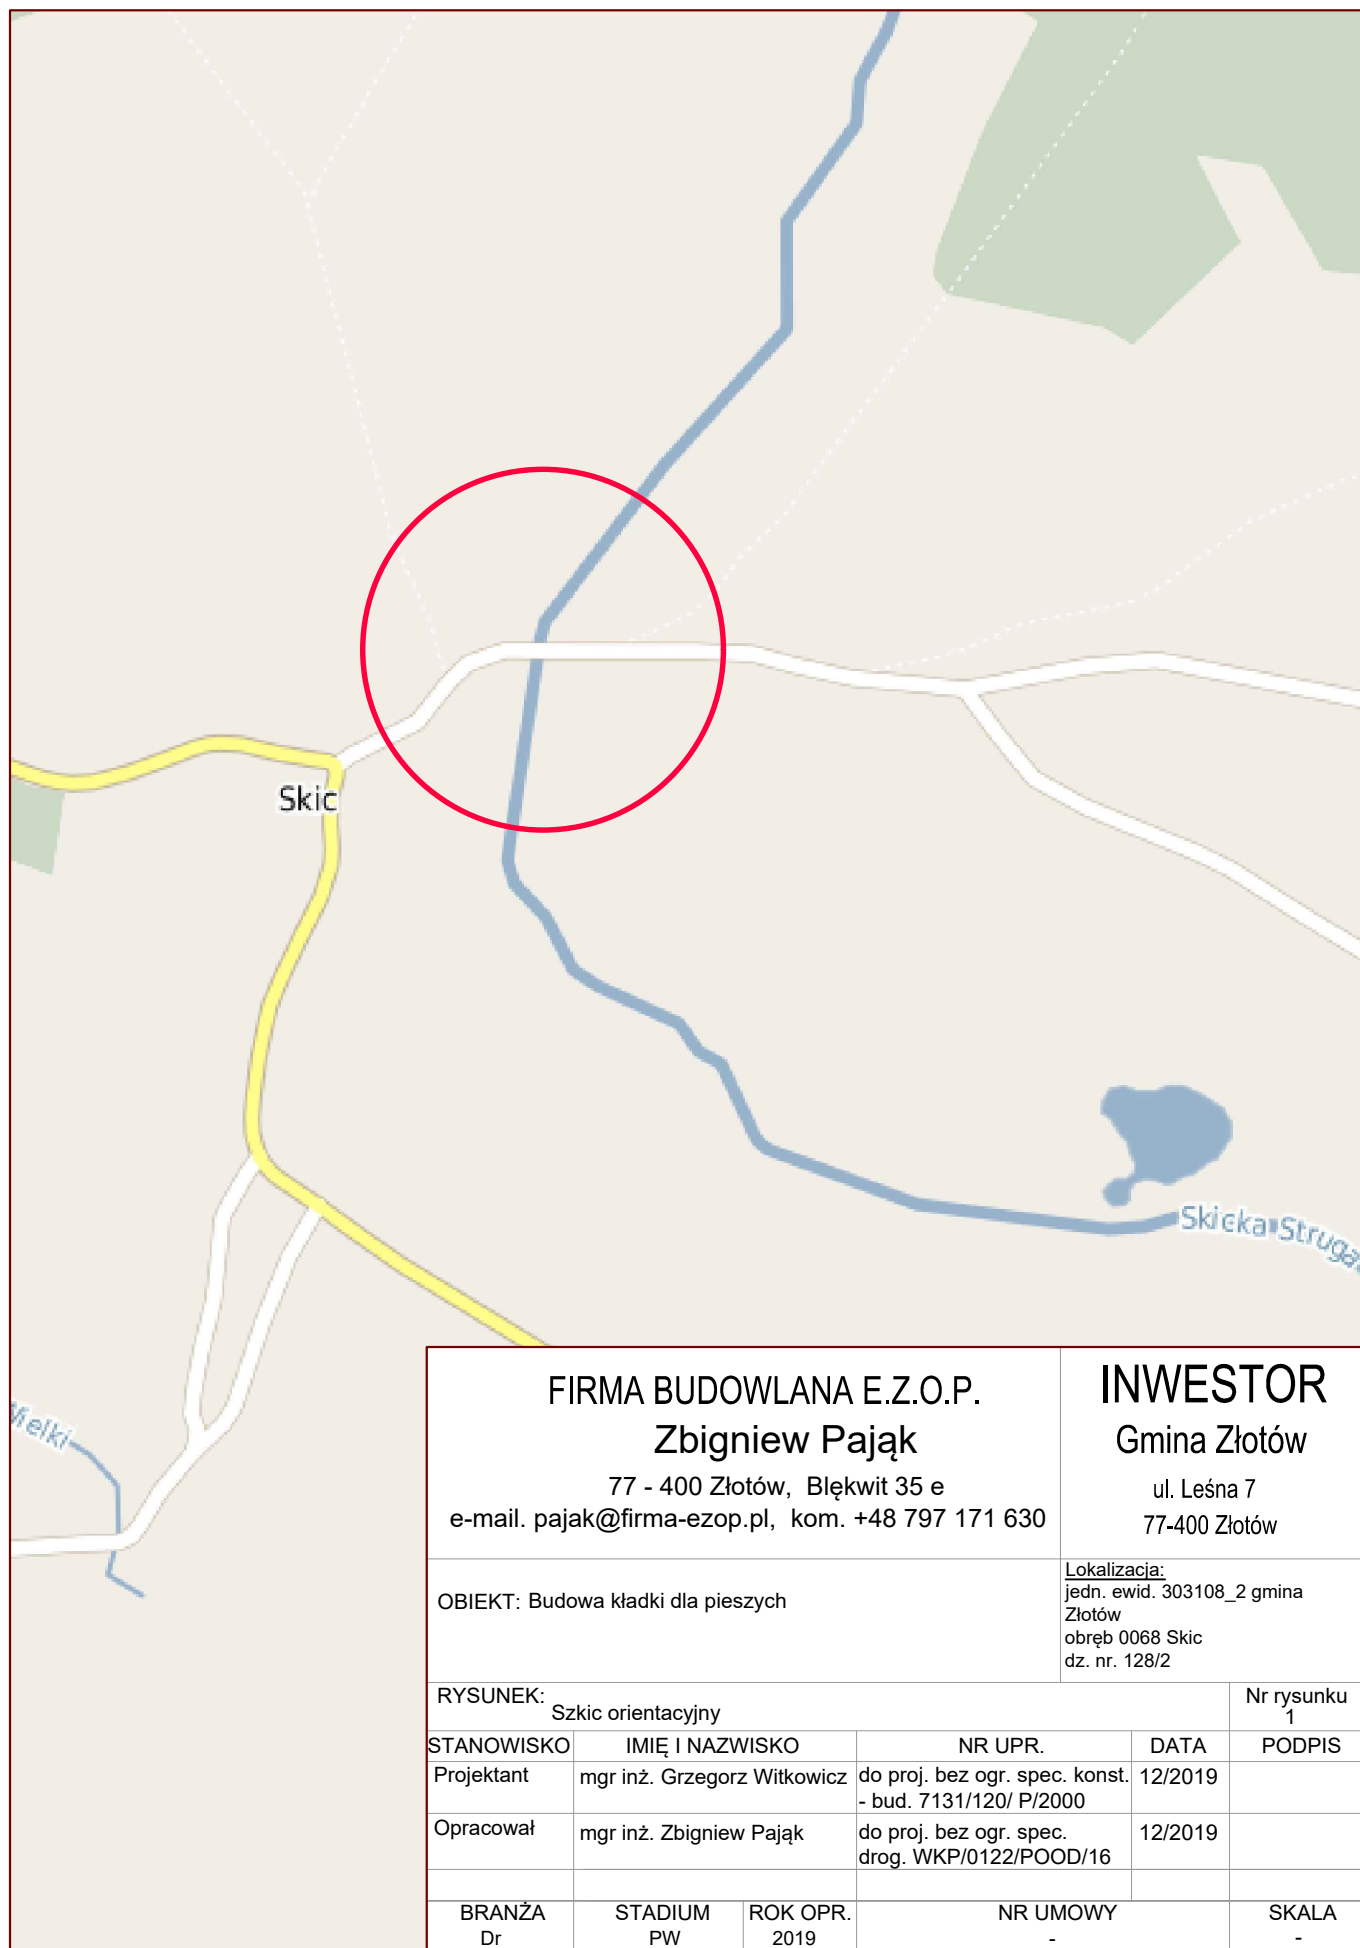 Skic
Skicka Struga
Wielki
FIRMA BUDOWLANA E.Z.O.P.
Zbigniew Pająk
77 - 400 Złotów, Blękwit 35 e
e-mail. pajak@firma-ezop.pl, kom. +48 797 171 630
INWESTOR
Gmina Złotów
ul. Leśna 7
77-400 Złotów
OBIEKT: Budowa kładki dla pieszych
Lokalizacja:
jedn. ewid. 303108_2 gmina
Złotów
obręb 0068 Skic
dz. nr. 128/2
RYSUNEK: Szkic orientacyjny
Nr rysunku
1
STANOWISKO IMIĘ I NAZWISKO NR UPR. DATA PODPIS
Projektant mgr inż. Grzegorz Witkowicz do proj. bez ogr. spec. konst. 12/2019
- bud. 7131/120/ P/2000
Opracował mgr inż. Zbigniew Pająk do proj. bez ogr. spec. 12/2019
drog. WKP/0122/POOD/16
BRANŻA STADIUM ROK OPR. NR UMOWY SKALA
Dr PW 2019 - -